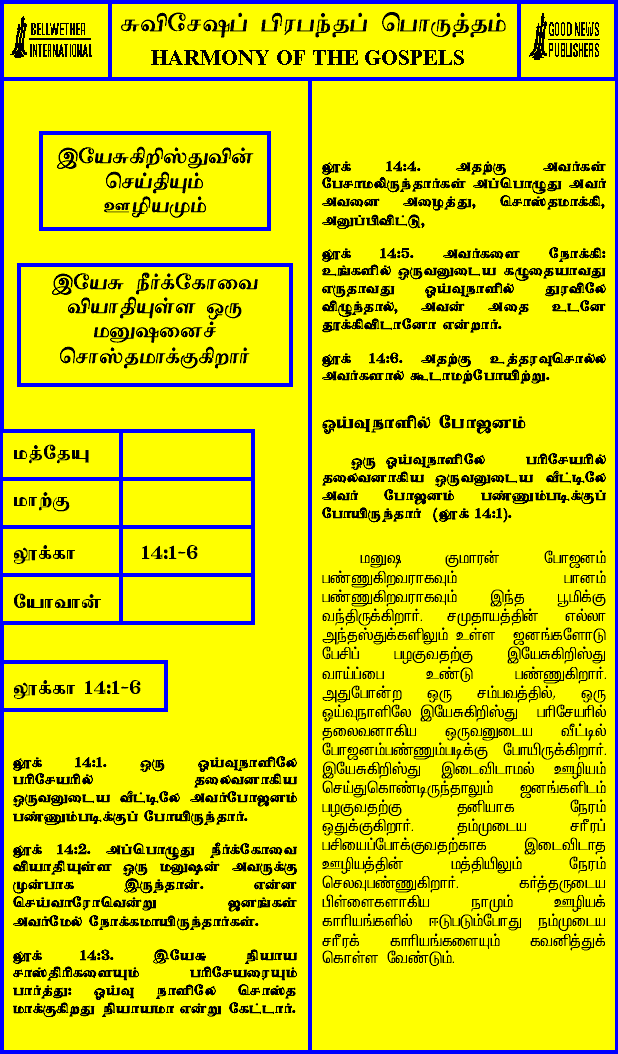 BELLWETHER
INTERNATIONAL
சுவிசேஷப் பிரபந்தப் பொருத்தம்
HARMONY OF THE GOSPELS
GOOD NEWS
PUBLISHERS
இயேசுகிறிஸ்துவின்
செய்தியும்
ஊழியமும்
இயேசு நீர்க்கோவை
வியாதியுள்ள ஒரு
மனுஷனைச்
சொஸ்தமாக்குகிறார்
மத்தேயு
மாற்கு
லூக்கா 14:1-6
யோவான்
லூக்கா 14:1-6
லூக் 14:1. ஒரு ஓய்வுநாளிலே
பரிசேயரில் தலைவனாகிய
ஒருவனுடைய வீட்டிலே அவர்போஜனம்
பண்ணும்படிக்குப் போயிருந்தார்.
லூக் 14:2. அப்பொழுது நீர்க்கோவை
வியாதியுள்ள ஒரு மனுஷன் அவருக்கு
முன்பாக இருந்தான். என்ன
செய்வாரோவென்று ஜனங்கள்
அவர்மேல் நோக்கமாயிருந்தார்கள்.
லூக் 14:3. இயேசு நியாய
சாஸ்திரிகளையும் பரிசேயரையும்
பார்த்து: ஓய்வு நாளிலே சொஸ்த
மாக்குகிறது நியாயமா என்று கேட்டார்.
லூக் 14:4. அதற்கு அவர்கள்
பேசாமலிருந்தார்கள் அப்பொழுது அவர்
அவனை அழைத்து, சொஸ்தமாக்கி,
அனுப்பிவிட்டு,
லூக் 14:5. அவர்களை நோக்கி:
உங்களில் ஒருவனுடைய கழுதையாவது
எருதாவது ஓய்வுநாளில் துரவிலே
விழுந்தால், அவன் அதை உடனே
தூக்கிவிடானோ என்றார்.
லூக் 14:6. அதற்கு உத்தரவுசொல்ல
அவர்களால் கூடாமற்போயிற்று.
ஓய்வுநாளில் போஜனம்
ஒரு ஓய்வுநாளிலே பரிசேயரில்
தலைவனாகிய ஒருவனுடைய வீட்டிலே
அவர் போஜனம் பண்ணும்படிக்குப்
போயிருந்தார் (லூக் 14:1).
மனுஷ குமாரன் போஜனம்
பண்ணுகிறவராகவும் பானம்
பண்ணுகிறவராகவும் இந்த பூமிக்கு
வந்திருக்கிறார். சமுதாயத்தின் எல்லா
அந்தஸ்துக்களிலும் உள்ள ஜனங்களோடு
பேசிப் பழகுவதற்கு இயேசுகிறிஸ்து
வாய்ப்பை உண்டு பண்ணுகிறார்.
அதுபோன்ற ஒரு சம்பவத்தில், ஒரு
ஓய்வுநாளிலே இயேசுகிறிஸ்து பரிசேயரில்
தலைவனாகிய ஒருவனுடைய வீட்டில்
போஜனம்பண்ணும்படிக்கு போயிருக்கிறார்.
இயேசுகிறிஸ்து இடைவிடாமல் ஊழியம்
செய்துகொண்டிருந்தாலும் ஜனங்களிடம்
பழகுவதற்கு தனியாக நேரம்
ஒதுக்குகிறார். தம்முடைய சரீரப்
பசியைப்போக்குவதற்காக இடைவிடாத
ஊழியத்தின் மத்தியிலும் நேரம்
செலவுபண்ணுகிறார். கர்த்தருடைய
பிள்ளைகளாகிய நாமும் ஊழியக்
காரியங்களில் ஈடுபடும்போது நம்முடைய
சரீரக் காரியங்களையும் கவனித்துக்
கொள்ள வேண்டும்.